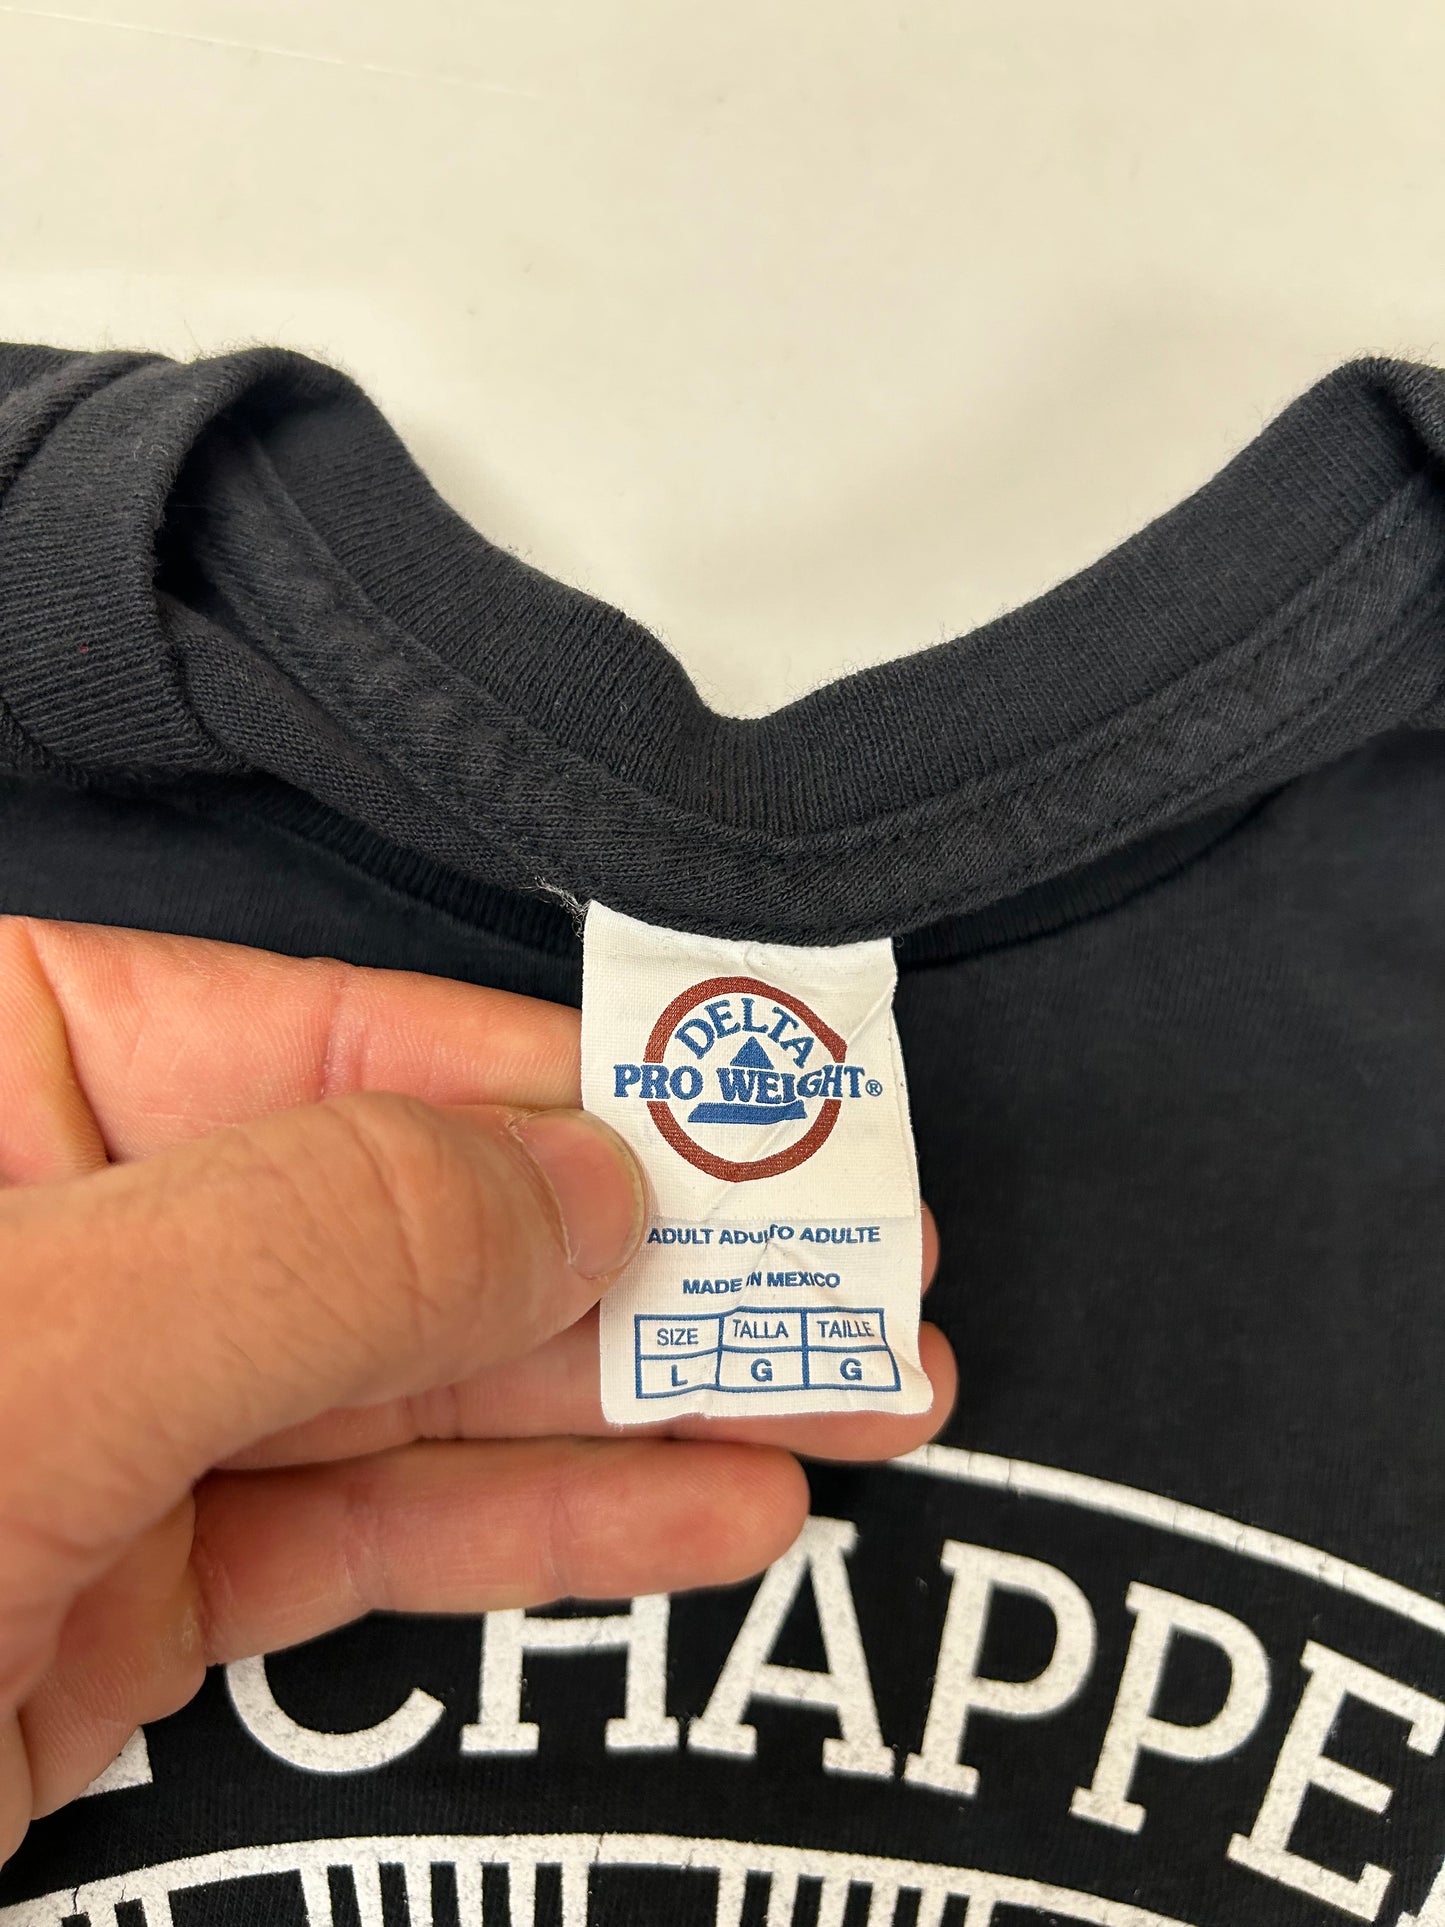 DELTA
PRO WEIGHT®
ADULT ADULTO ADULTE
MADE IN MEXICO
SIZE TALLA TAILLE
L G G
CHAPPE